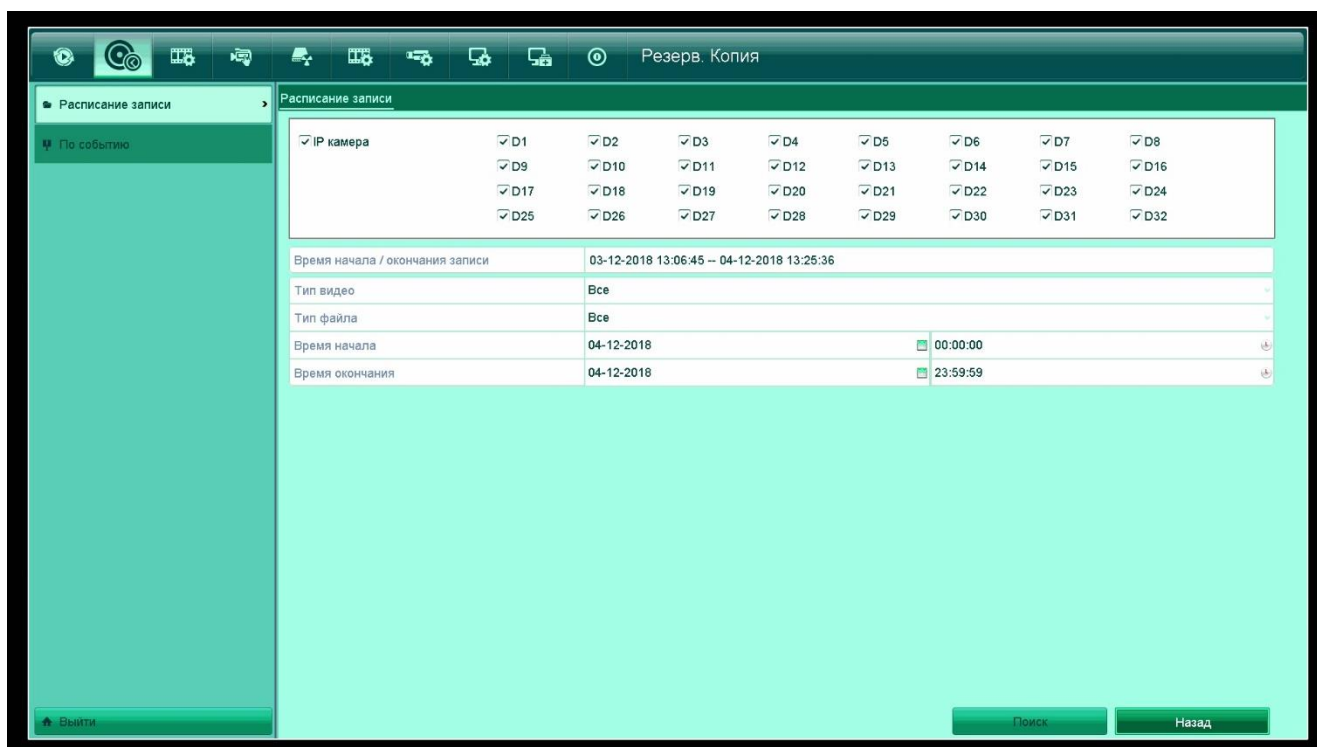 Резерв. Копия
Расписание записи
По событию
Выйти
Расписание записи
IP камера D1 D2 D3 D4 D5 D6 D7 D8
D9 D10 D11 D12 D13 D14 D15 D16
D17 D18 D19 D20 D21 D22 D23 D24
D25 D26 D27 D28 D29 D30 D31 D32
Время начала / окончания записи 03-12-2018 13:06:45 -- 04-12-2018 13:25:36
Тип видео Все
Тип файла Все
Время начала 04-12-2018 00:00:00
Время окончания 04-12-2018 23:59:59
Поиск Назад